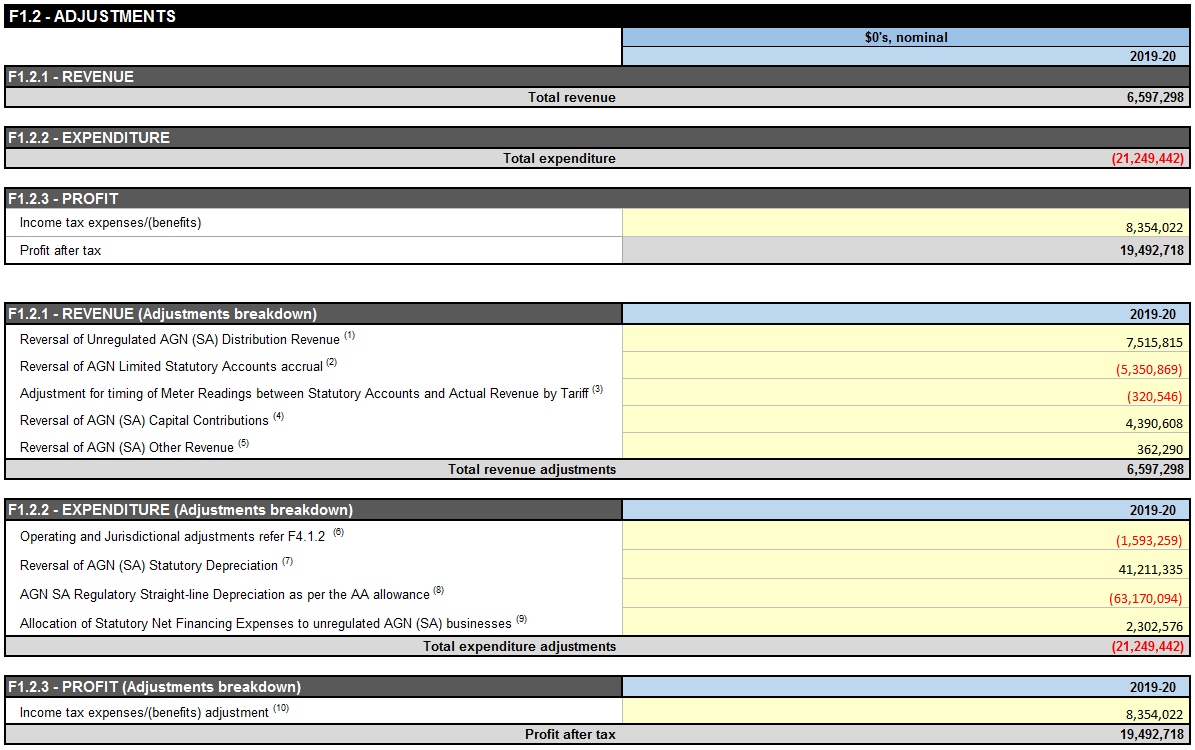 F1.2 - ADJUSTMENTS
$0's, nominal
2019-20
F1.2.1 - REVENUE
Total revenue 6,597,298
F1.2.2 - EXPENDITURE
Total expenditure (21,249,442)
F1.2.3 - PROFIT
Income tax expenses/(benefits) 8,354,022
Profit after tax 19,492,718
F1.2.1 - REVENUE (Adjustments breakdown) 2019-20
Reversal of Unregulated AGN (SA) Distribution Revenue (1) 7,515,815
Reversal of AGN Limited Statutory Accounts accrual (2) (5,350,869)
Adjustment for timing of Meter Readings between Statutory Accounts and Actual Revenue by Tariff (3) (320,546)
Reversal of AGN (SA) Capital Contributions (4) 4,390,608
Reversal of AGN (SA) Other Revenue (5) 362,290
Total revenue adjustments 6,597,298
F1.2.2 - EXPENDITURE (Adjustments breakdown) 2019-20
Operating and Jurisdictional adjustments refer F4.1.2 (6) (1,593,259)
Reversal of AGN (SA) Statutory Depreciation (7) 41,211,335
AGN SA Regulatory Straight-line Depreciation as per the AA allowance (8) (63,170,094)
Allocation of Statutory Net Financing Expenses to unregulated AGN (SA) businesses (9) 2,302,576
Total expenditure adjustments (21,249,442)
F1.2.3 - PROFIT (Adjustments breakdown) 2019-20
Income tax expenses/(benefits) adjustment (10) 8,354,022
Profit after tax 19,492,718